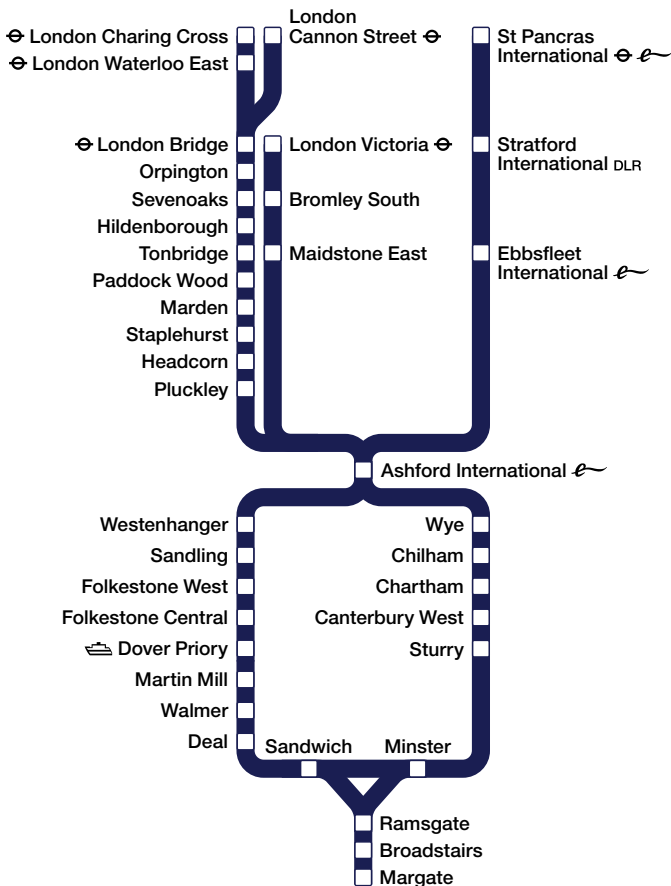 London Charing Cross
London Waterloo East
London
Cannon Street
St Pancras
International
London Bridge
Orpington
Sevenoaks
Hildenborough
Tonbridge
Paddock Wood
Marden
Staplehurst
Headcorn
Pluckley
London Victoria
Bromley South
Maidstone East
Stratford
International DLR
Ebbsfleet
International
Ashford International
Westenhanger
Sandling
Folkestone West
Folkestone Central
Dover Priory
Martin Mill
Walmer
Deal
Wye
Chilham
Chartham
Canterbury West
Sturry
Sandwich
Minster
Ramsgate
Broadstairs
Margate